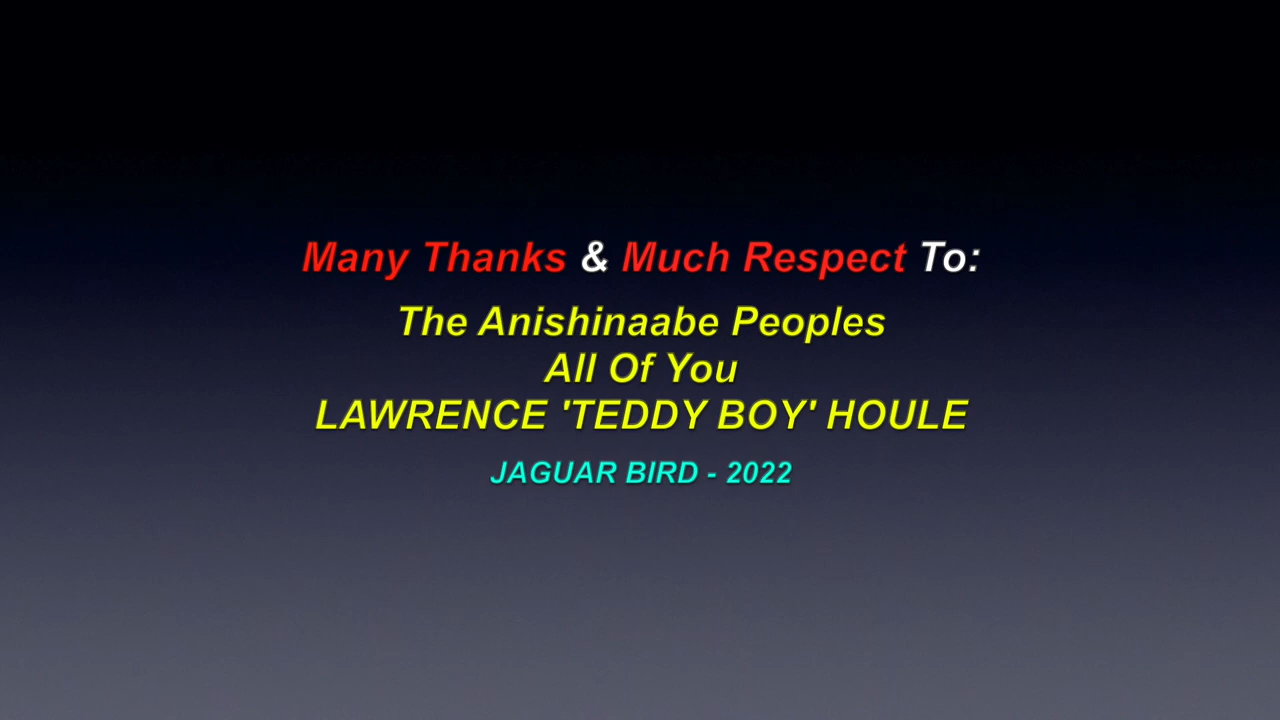 Many Thanks & Much Respect To:
The Anishinaabe Peoples
All Of You
LAWRENCE 'TEDDY BOY' HOULE
JAGUAR BIRD - 2022